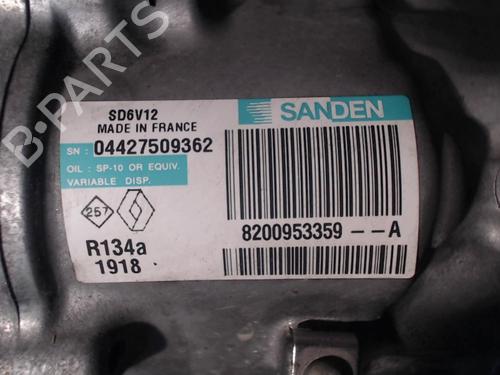 B-PARTS
SD6V12
MADE IN FRANCE
SANDEN
SN : 04427509362
OIL : SP-10 OR EQUIV.
VARIABLE DISP.
257
8200953359 -- A
R134a
1918